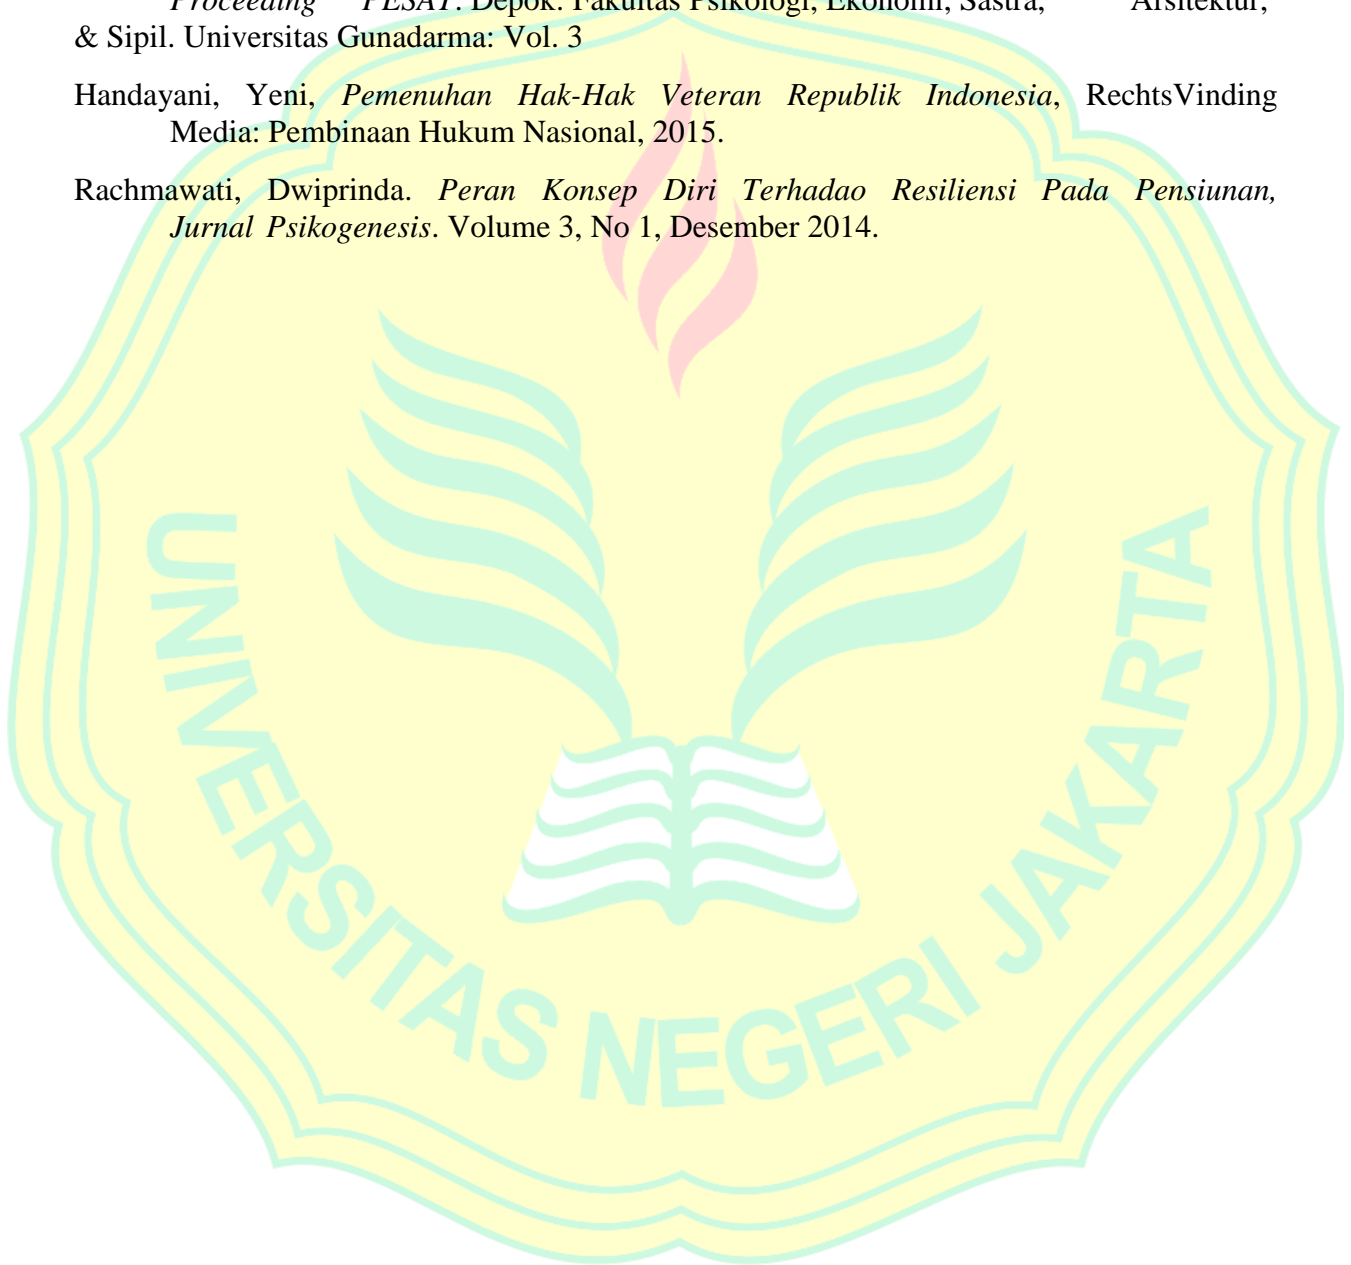 Proceeding PESAT. Depok: Fakultas Psikologi, Ekonomi, Sastra, Arsitektur,
& Sipil. Universitas Gunadarma: Vol. 3
Handayani, Yeni, Pemenuhan Hak-Hak Veteran Republik Indonesia, RechtsVinding
Media: Pembinaan Hukum Nasional, 2015.
Rachmawati, Dwiprinda. Peran Konsep Diri Terhadao Resiliensi Pada Pensiunan,
Jurnal Psikogenesis. Volume 3, No 1, Desember 2014.
UNIVERSITAS NEGERI JAKARTA